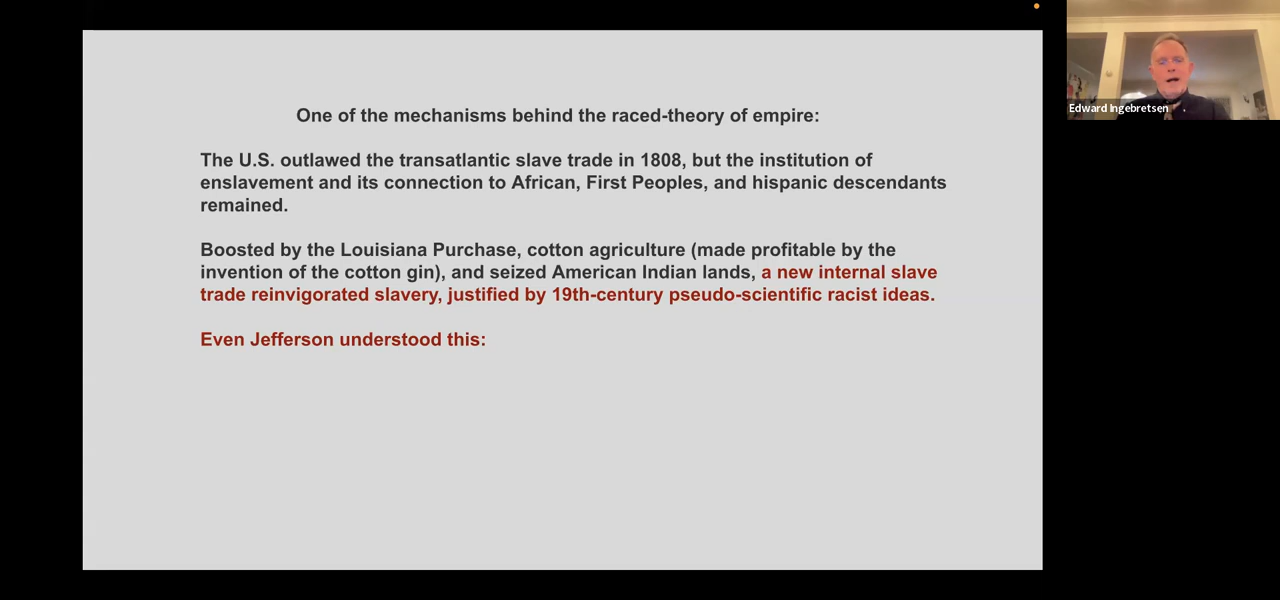 One of the mechanisms behind the raced-theory of empire:
The U.S. outlawed the transatlantic slave trade in 1808, but the institution of
enslavement and its connection to African, First Peoples, and hispanic descendants
remained.
Boosted by the Louisiana Purchase, cotton agriculture (made profitable by the
invention of the cotton gin), and seized American Indian lands, a new internal slave
trade reinvigorated slavery, justified by 19th-century pseudo-scientific racist ideas.
Even Jefferson understood this:
Edward Ingebretsen